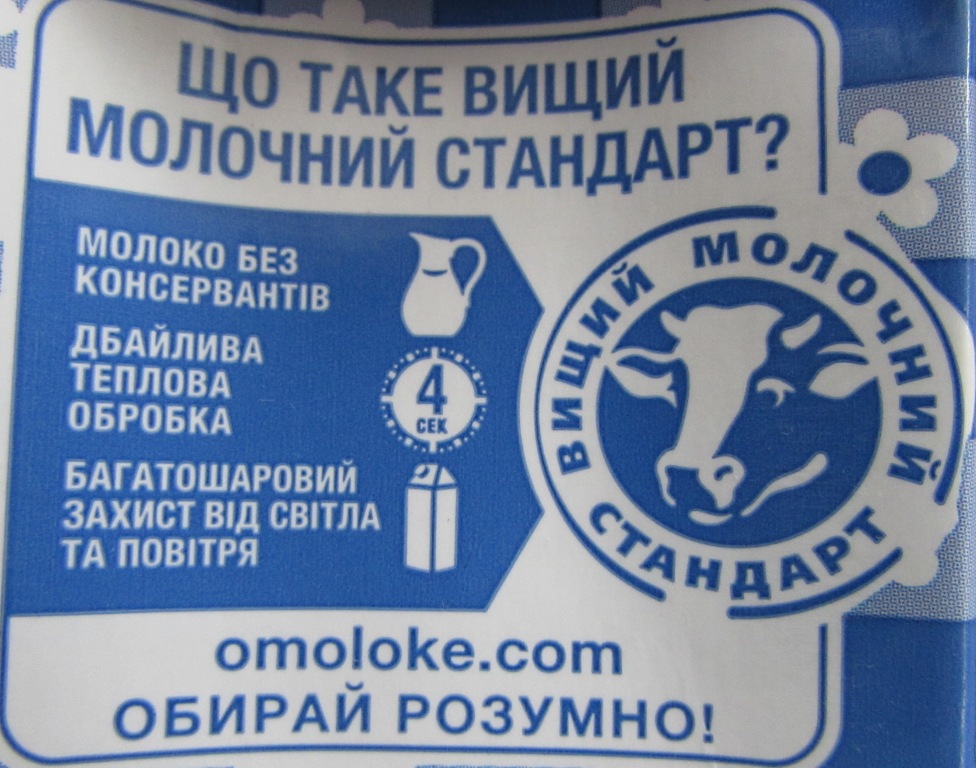 ЩО ТАКЕ ВИЩИЙ
МОЛОЧНИЙ СТАНДАРТ?
МОЛОКО БЕЗ
КОНСЕРВАНТІВ
ДБАЙЛИВА
ТЕПЛОВА
ОБРОБКА
4
СЕК
БАГАТОШАРОВИЙ
ЗАХИСТ ВІД СВІТЛА
ТА ПОВІТРЯ
ВИЩИЙ МОЛОЧНИЙ
СТАНДАРТ
omoloke.com
ОБИРАЙ РОЗУМНО!